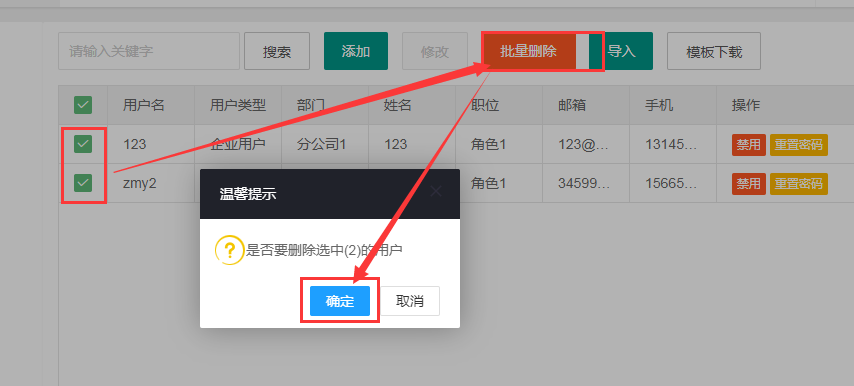 请输入关键字 搜索 添加 修改 批量删除 导入 模板下载
用户名 用户类型 部门 姓名 职位 邮箱 手机 操作
123 企业用户 分公司1 123 角色1 123@... 13145... 禁用 重置密码
zmy2 角色1 34599... 15665... 禁用 重置密码
温馨提示
是否要删除选中(2)的用户
确定 取消